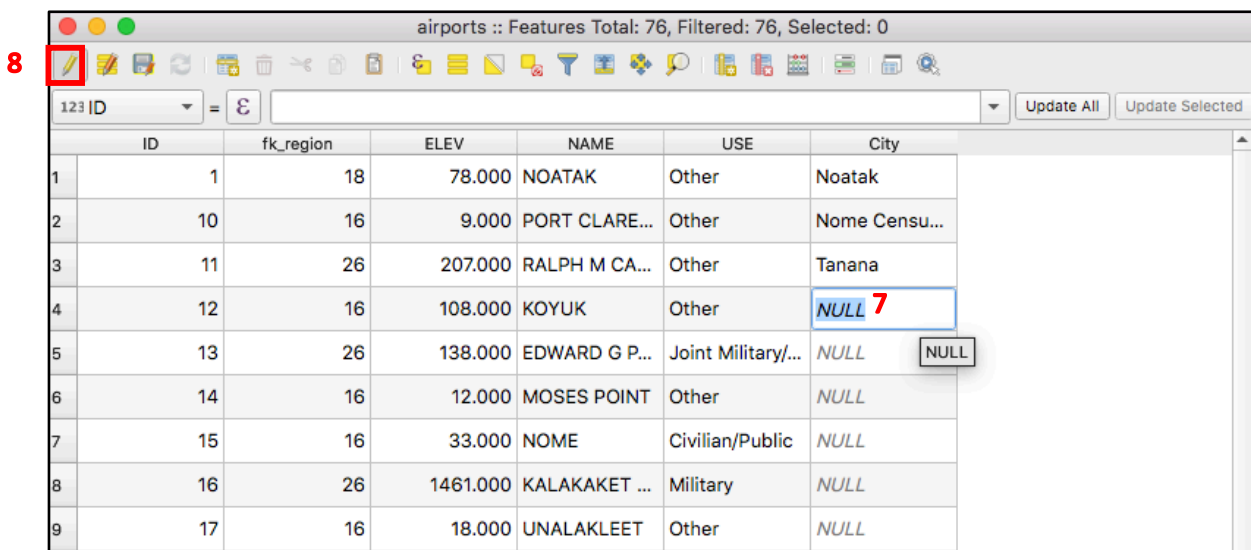 airports :: Features Total: 76, Filtered: 76, Selected: 0
8
123 ID = ε Update All Update Selected
ID fk_region ELEV NAME USE City
1 1 18 78.000 NOATAK Other Noatak
2 10 16 9.000 PORT CLARE... Other Nome Censu...
3 11 26 207.000 RALPH M CA... Other Tanana
4 12 16 108.000 KOYUK Other NULL 7
5 13 26 138.000 EDWARD G P... Joint Military/... NULL NULL
6 14 16 12.000 MOSES POINT Other NULL
7 15 16 33.000 NOME Civilian/Public NULL
8 16 26 1461.000 KALAKAKET ... Military NULL
9 17 16 18.000 UNALAKLEET Other NULL